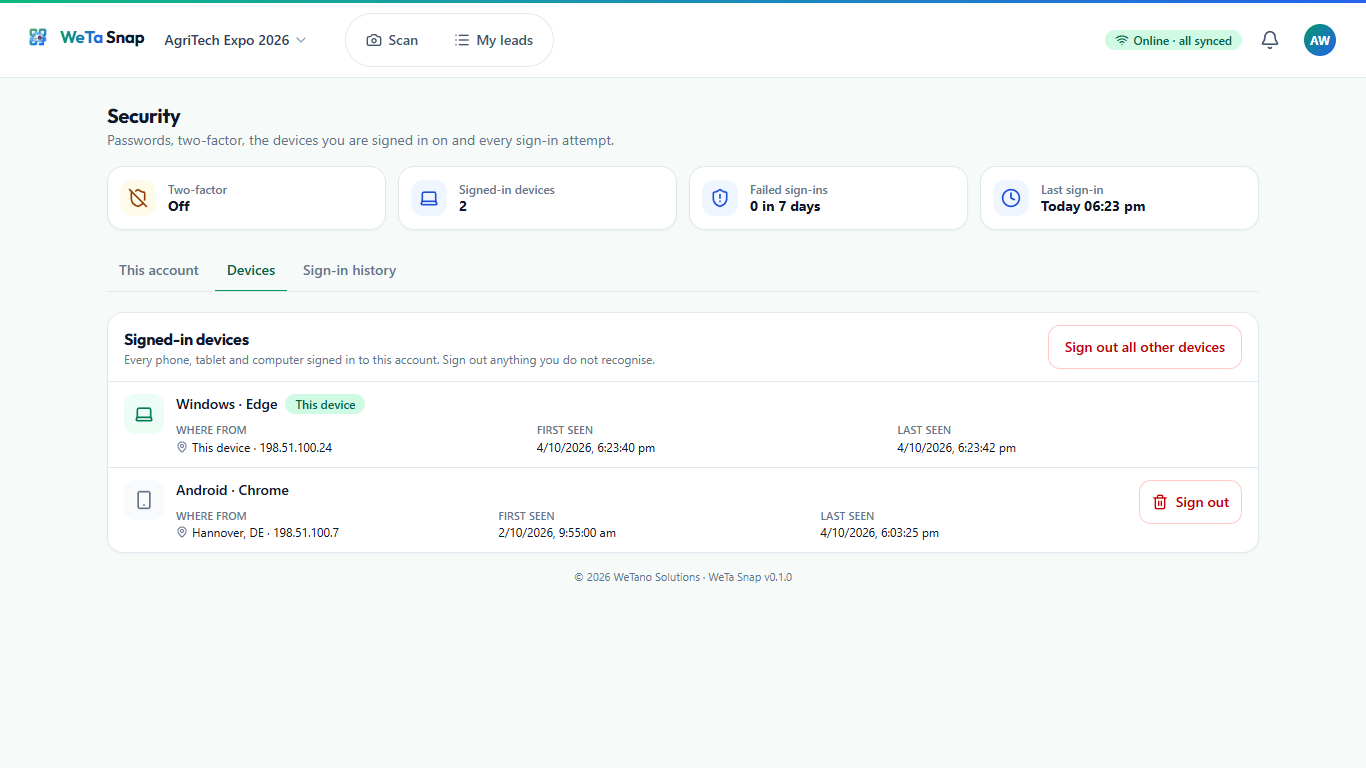 WeTa Snap
AgriTech Expo 2026
Scan
My leads
Online · all synced
AW
Security
Passwords, two-factor, the devices you are signed in on and every sign-in attempt.
Two-factor
Off
Signed-in devices
2
Failed sign-ins
0 in 7 days
Last sign-in
Today 06:23 pm
This account
Devices
Sign-in history
Signed-in devices
Every phone, tablet and computer signed in to this account. Sign out anything you do not recognise.
Sign out all other devices
Windows · Edge
This device
WHERE FROM
This device · 198.51.100.24
FIRST SEEN
4/10/2026, 6:23:40 pm
LAST SEEN
4/10/2026, 6:23:42 pm
Android · Chrome
WHERE FROM
Hannover, DE · 198.51.100.7
FIRST SEEN
2/10/2026, 9:55:00 am
LAST SEEN
4/10/2026, 6:03:25 pm
Sign out
© 2026 WeTano Solutions · WeTa Snap v0.1.0